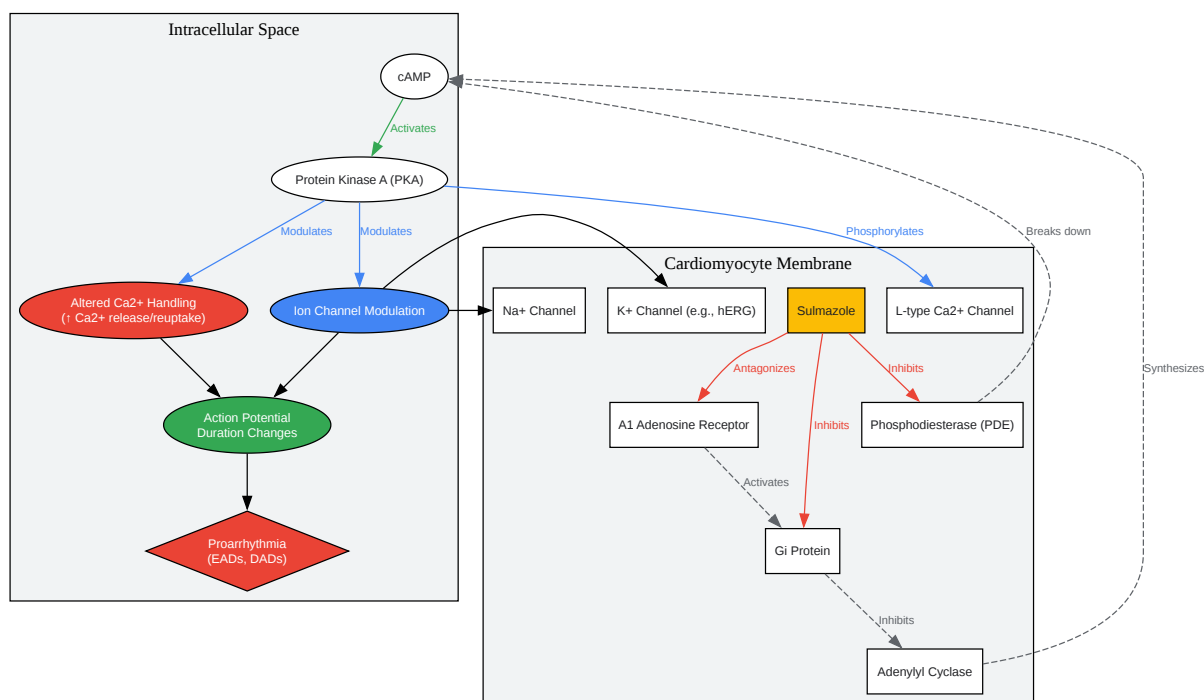 Intracellular Space
cAMP
Activates
Protein Kinase A (PKA)
Modulates
Modulates
Phosphorylates
Breaks down
Cardiomyocyte Membrane
Altered Ca2+ Handling
(↑ Ca2+ release/reuptake)
Ion Channel Modulation
Na+ Channel
K+ Channel (e.g., hERG)
Sulmazole
L-type Ca2+ Channel
Antagonizes
Inhibits
Synthesizes
Action Potential
Duration Changes
A1 Adenosine Receptor
Inhibits
Phosphodiesterase (PDE)
Activates
Proarrhythmia
(EADs, DADs)
Gi Protein
Inhibits
Adenylyl Cyclase